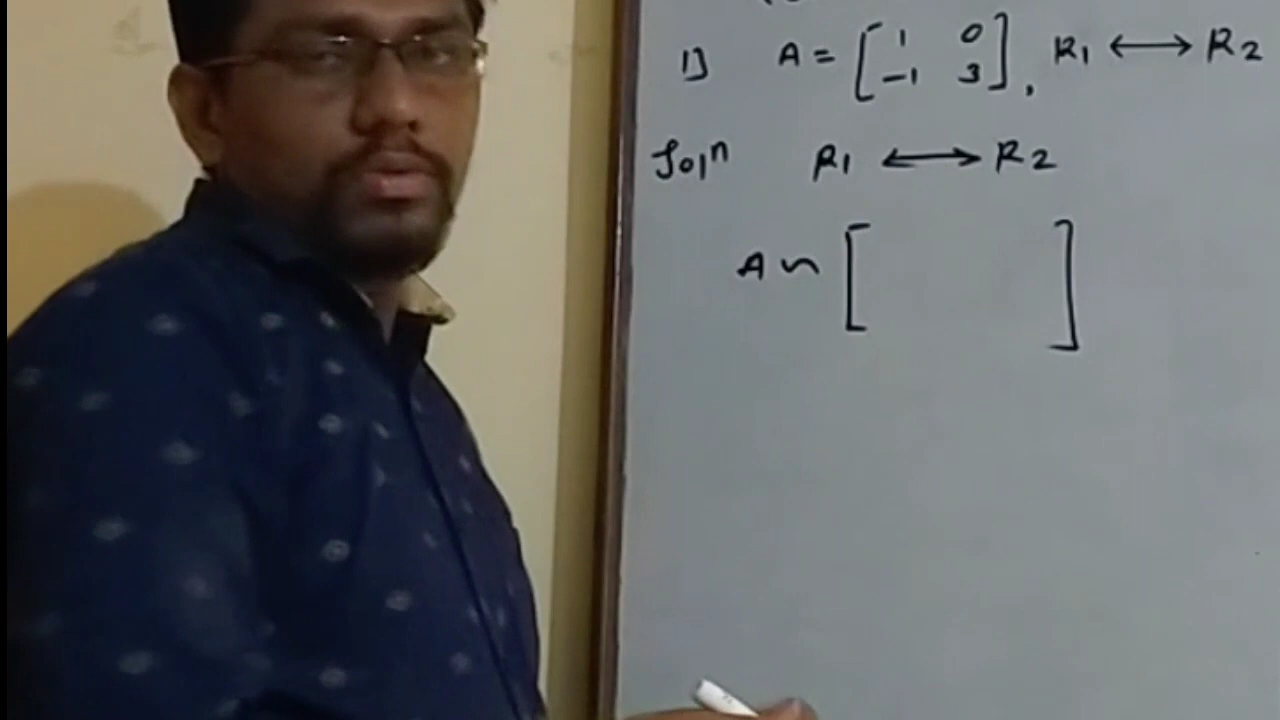 1] A = [ 1 0 ], R1 ⟷ R2
-1 3
Solⁿ R1 ⟷ R2
A ~ [ ]